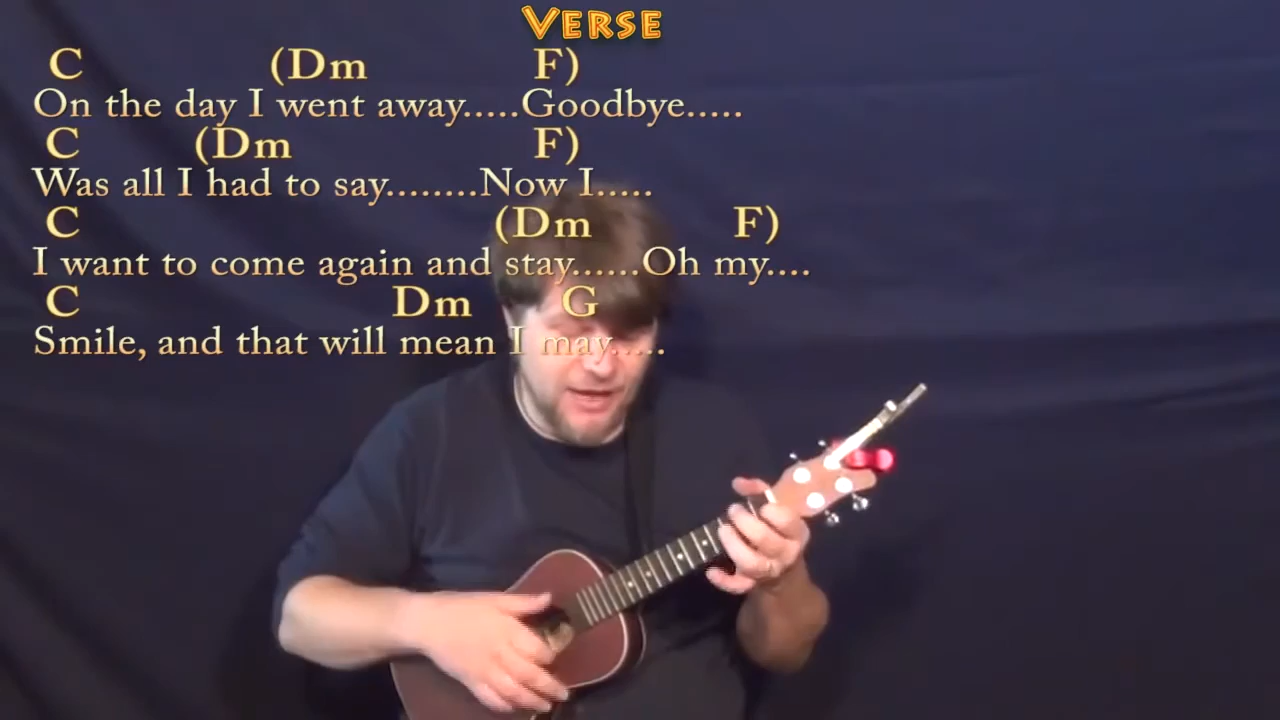 VERSE
C (Dm F)
On the day I went away.....Goodbye.....
C (Dm F)
Was all I had to say........Now I.....
C (Dm F)
I want to come again and stay......Oh my....
C Dm G
Smile, and that will mean I may.....